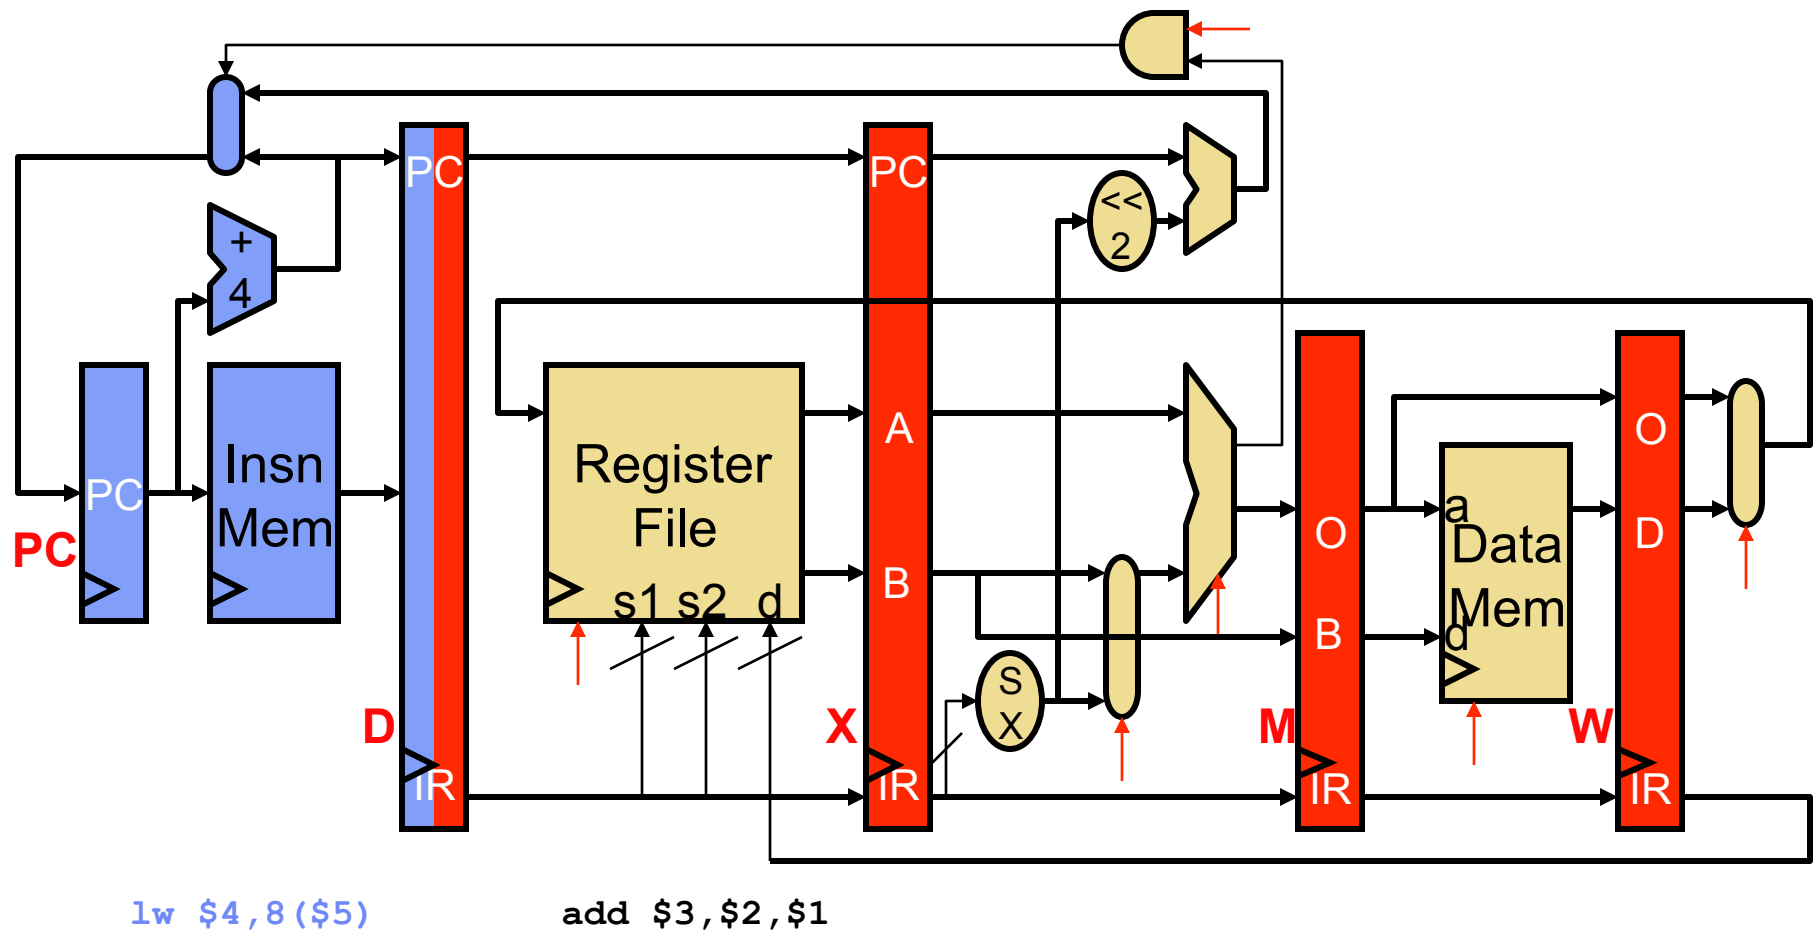 PC
PC
<<
2
+
4
A
O
Insn
Mem
Register
File
PC
a
Data
Mem
d
O
D
PC
B
s1 s2 d
B
S
X
D
X
M
W
IR
IR
IR
IR
lw $4,8($5)
add $3,$2,$1